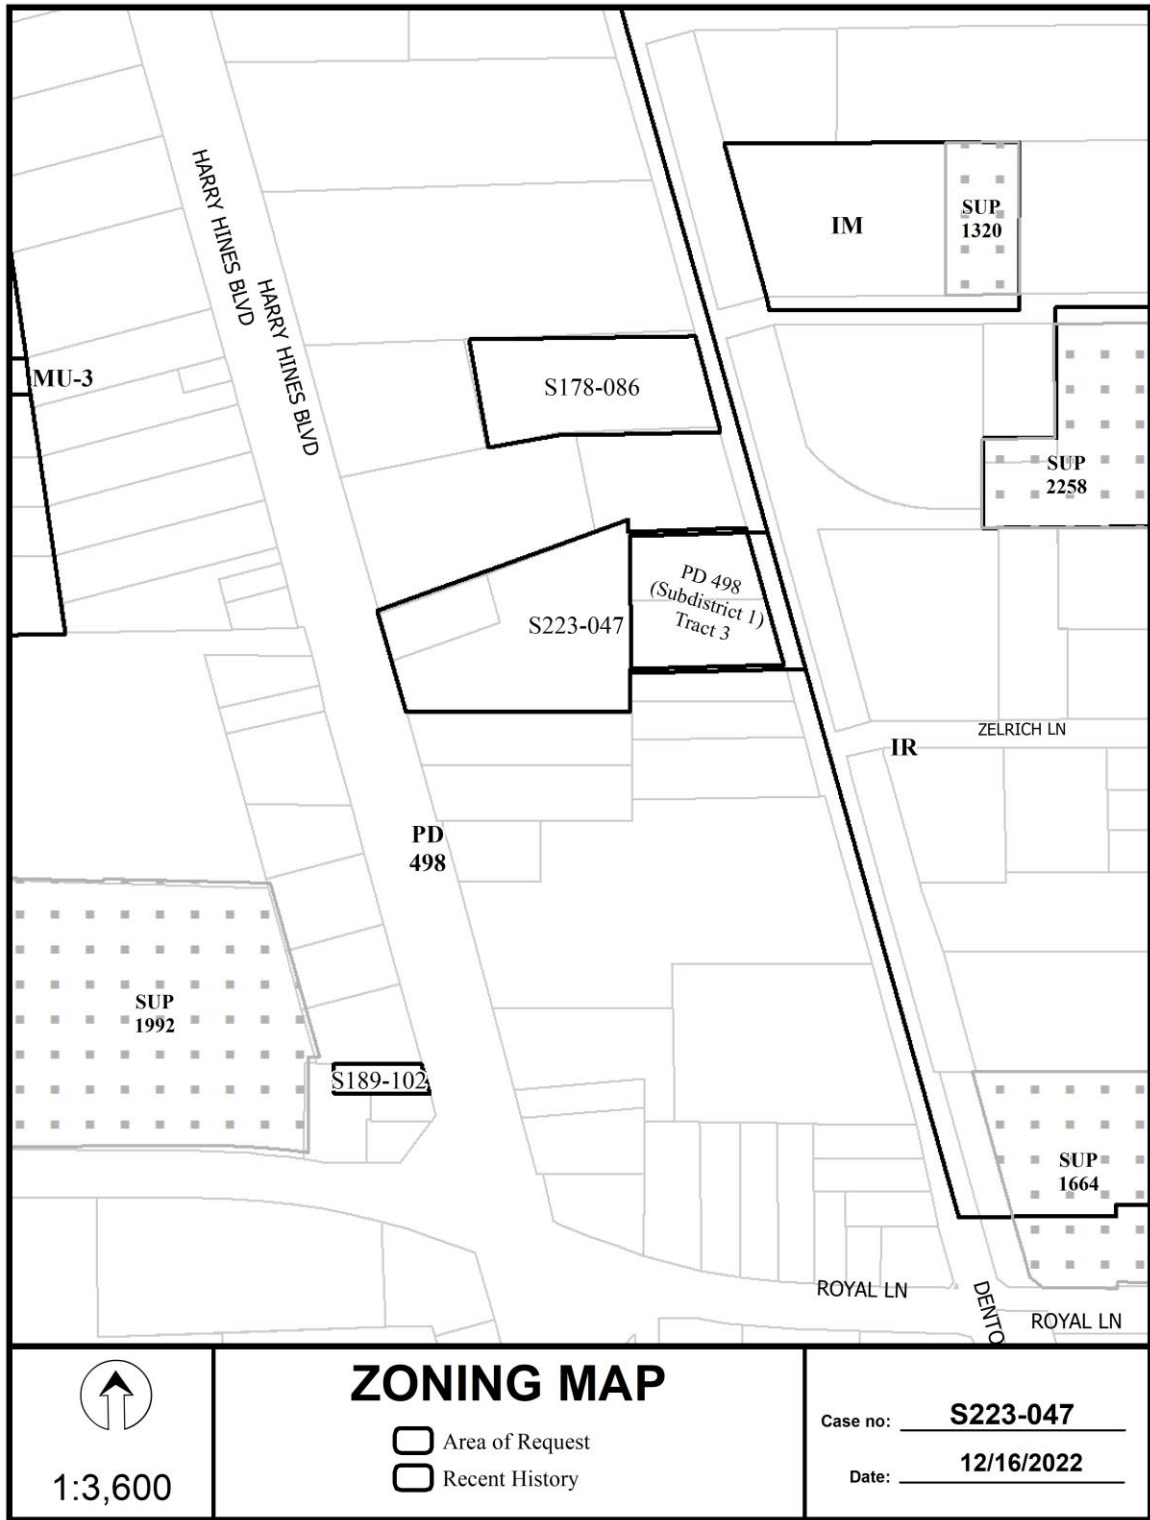 HARRY HINES BLVD
HARRY HINES BLVD
IM
SUP
1320
MU-3
S178-086
SUP
2258
PD 498
(Subdistrict 1)
Tract 3
S223-047
ZELRICH LN
IR
PD
498
SUP
1992
S189-102
SUP
1664
ROYAL LN
DENTO
ROYAL LN
1:3,600
ZONING MAP
Area of Request
Recent History
Case no: S223-047
Date: 12/16/2022